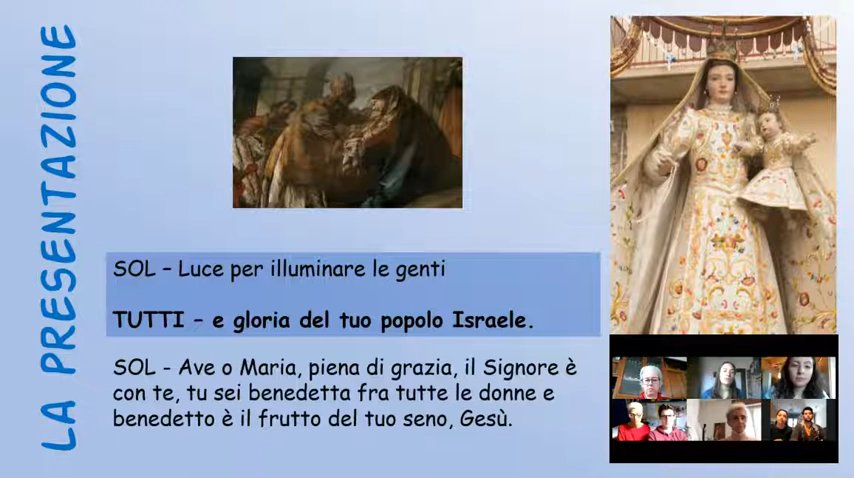 LA PRESENTAZIONE
SOL – Luce per illuminare le genti
TUTTI – e gloria del tuo popolo Israele.
SOL - Ave o Maria, piena di grazia, il Signore è
con te, tu sei benedetta fra tutte le donne e
benedetto è il frutto del tuo seno, Gesù.